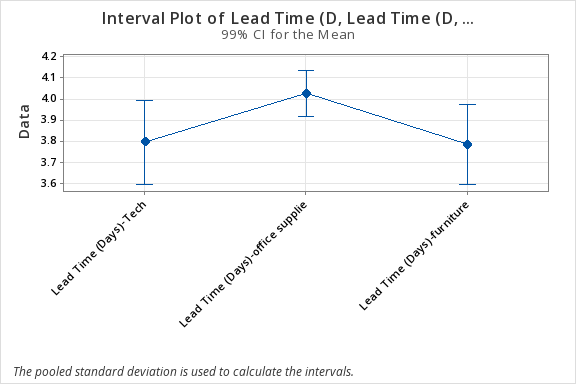 Interval Plot of Lead Time (D, Lead Time (D, ...
99% CI for the Mean
4.2
4.1
4.0
3.9
3.8
3.7
3.6
Data
Lead Time (Days)-Tech
Lead Time (Days)-office supplie
Lead Time (Days)-furniture
The pooled standard deviation is used to calculate the intervals.